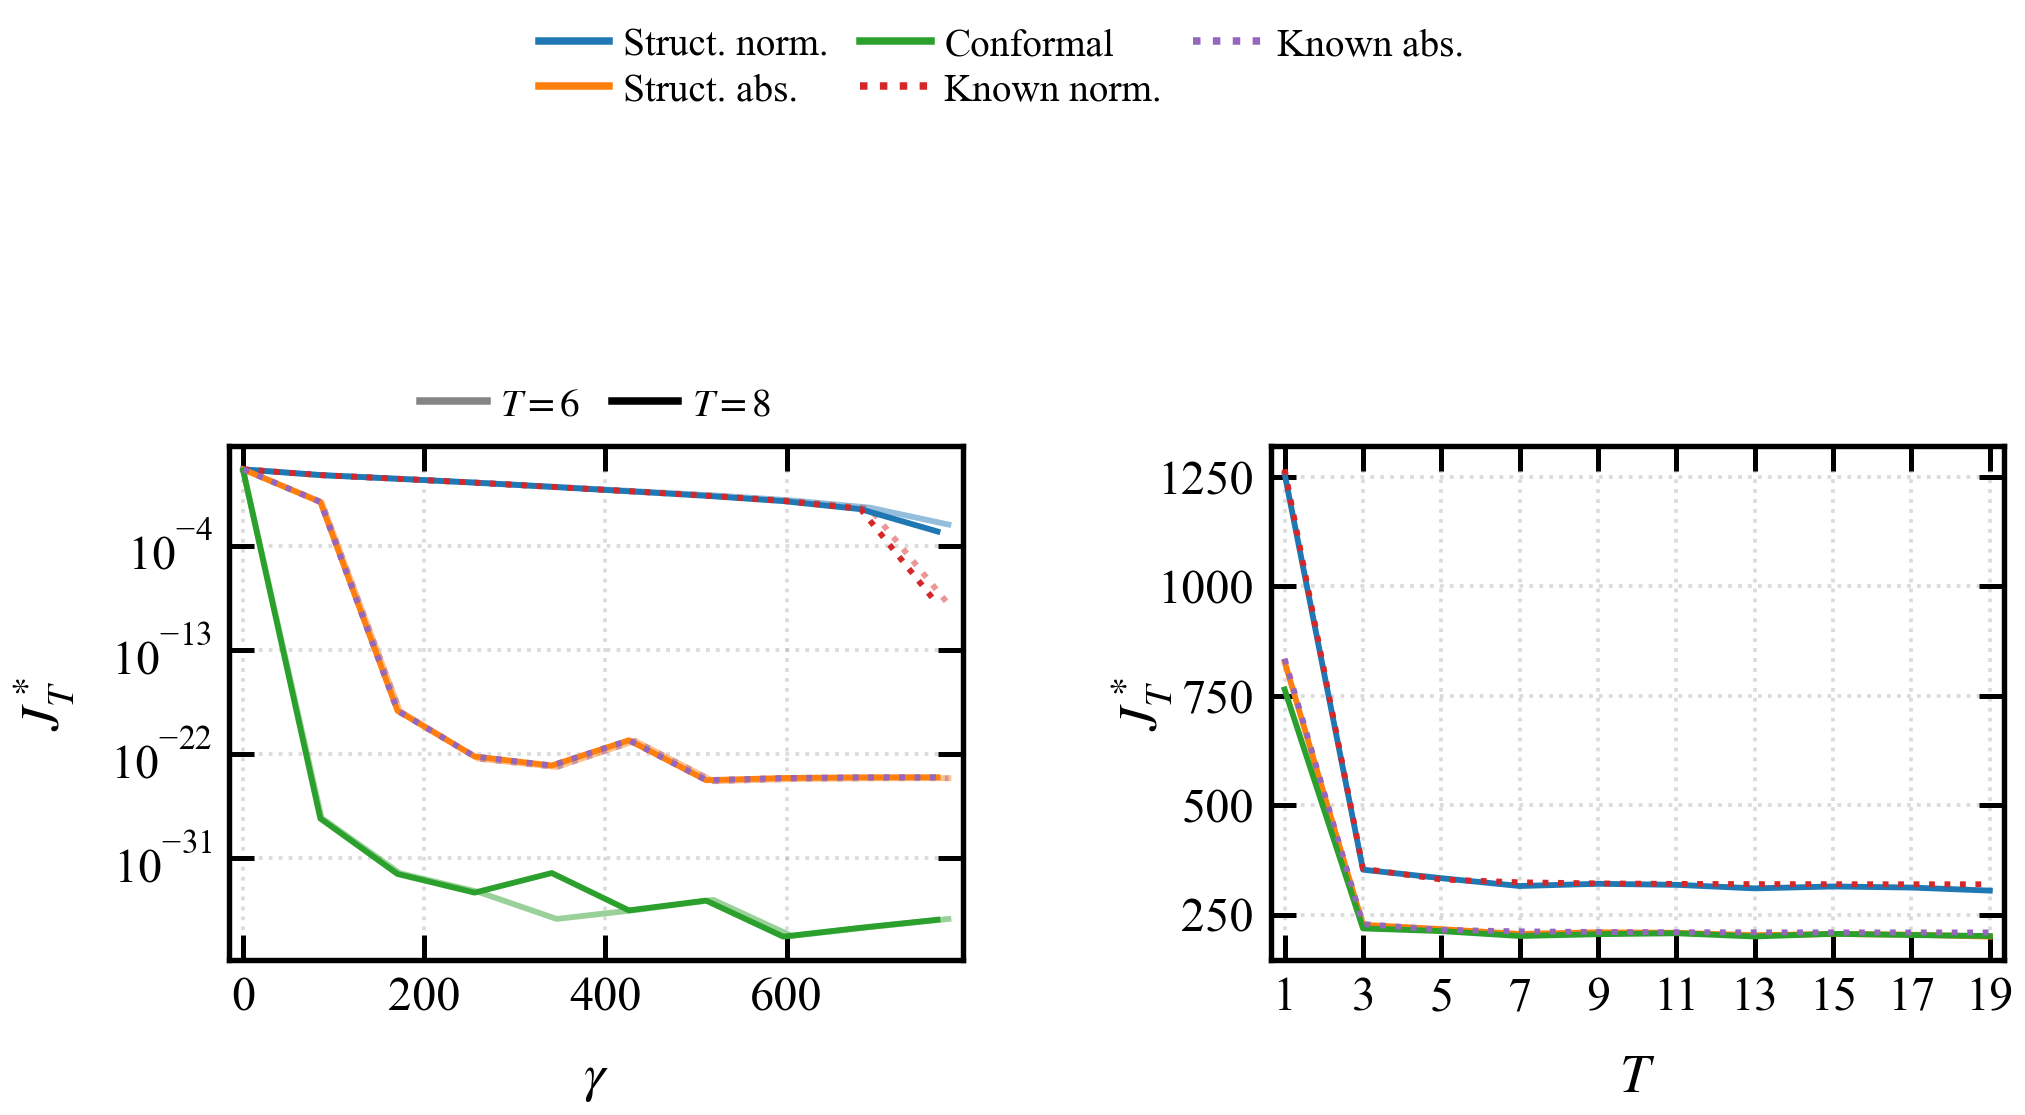 Struct. norm. Conformal Known abs.
Struct. abs. Known norm.
T = 6 T = 8
J*_T
10^−4
10^−13
10^−22
10^−31
0 200 400 600
γ
J*_T
1250
1000
750
500
250
1 3 5 7 9 11 13 15 17 19
T